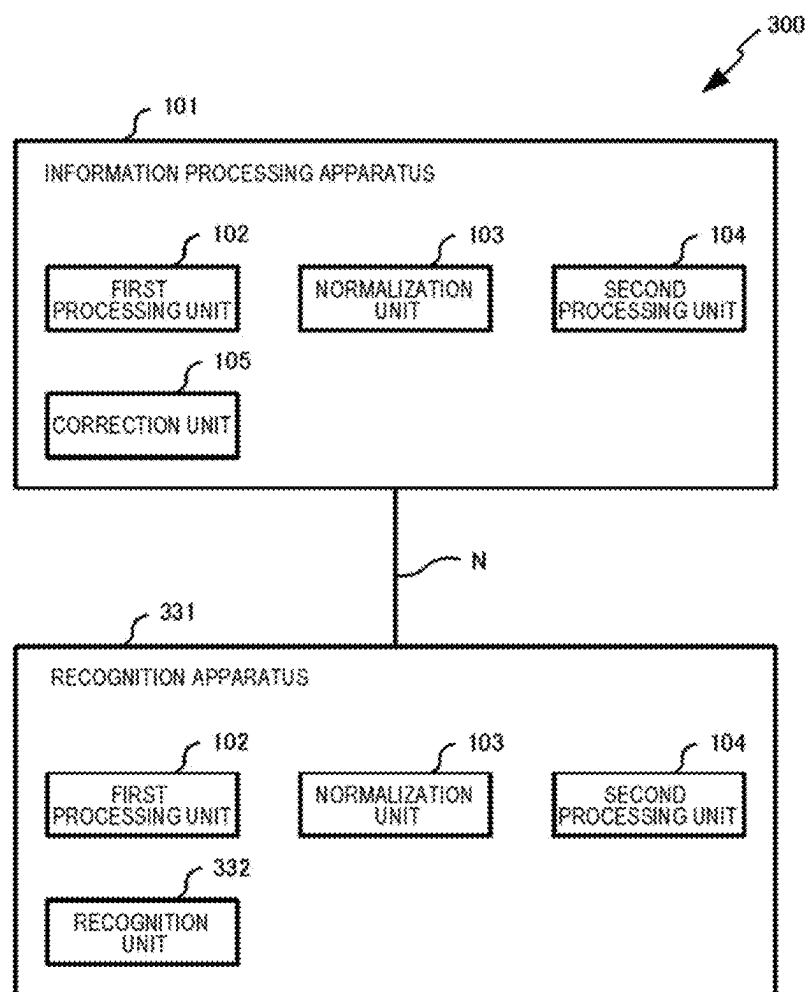 300
101
INFORMATION PROCESSING APPARATUS
102
FIRST
PROCESSING UNIT
103
NORMALIZATION
UNIT
104
SECOND
PROCESSING UNIT
105
CORRECTION UNIT
N
331
RECOGNITION APPARATUS
102
FIRST
PROCESSING UNIT
103
NORMALIZATION
UNIT
104
SECOND
PROCESSING UNIT
332
RECOGNITION
UNIT